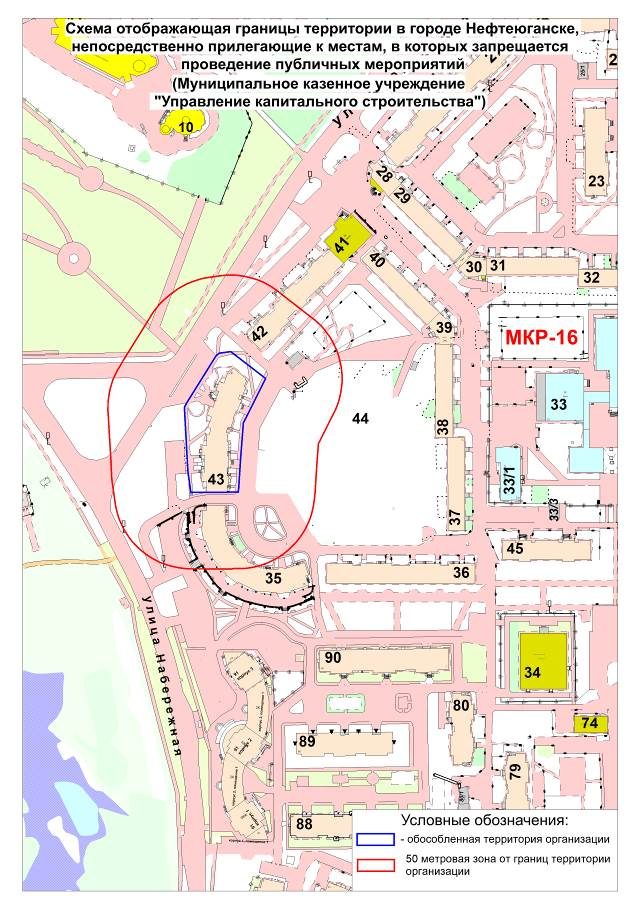 Схема отображающая границы территории в городе Нефтеюганске,
непосредственно прилегающие к местам, в которых запрещается
проведение публичных мероприятий
(Муниципальное казенное учреждение
"Управление капитального строительства")
10
28
29
23
41
40
30
31
32
42
39
МКР-16
33
44
38
43
33/1
33/3
37
45
35
36
улица Набережная
90
34
80
74
89
79
88
Условные обозначения:
- обособленная территория организации
50 метровая зона от границ территории
организации